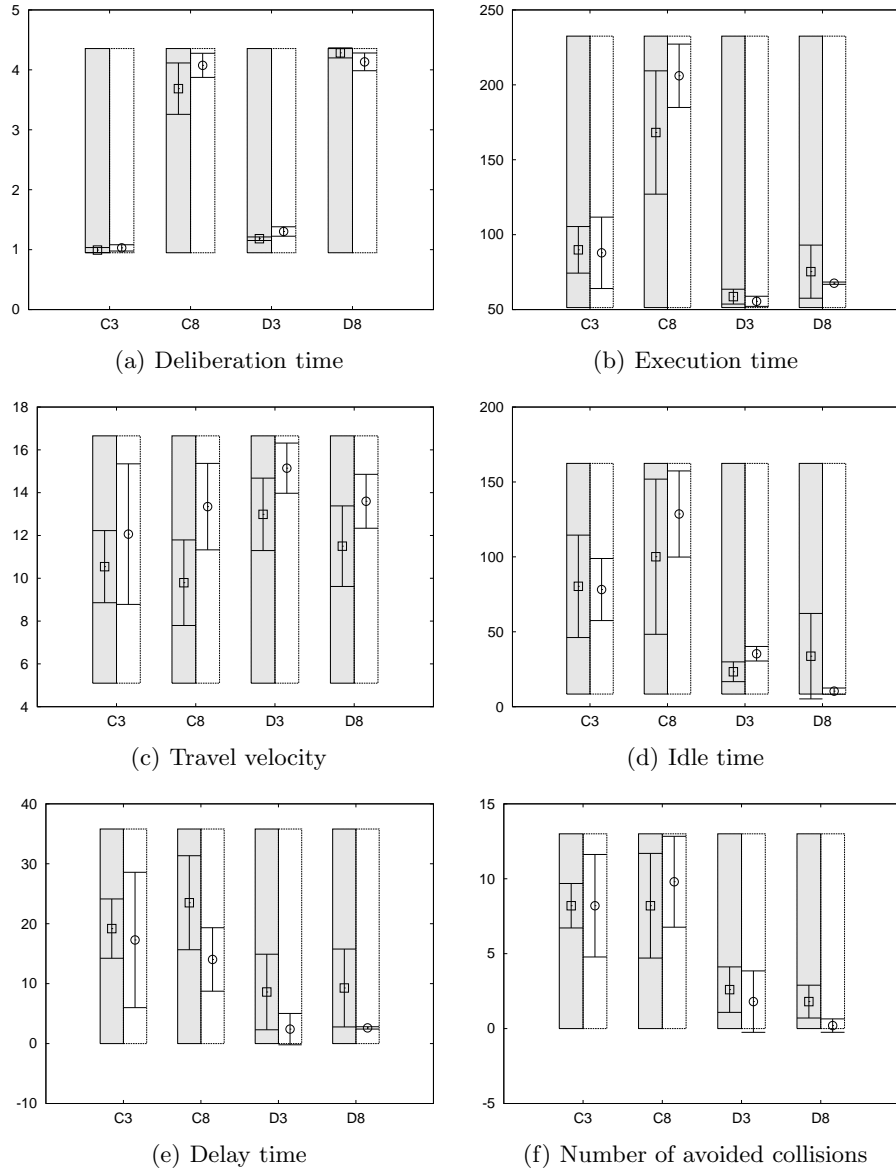 5
4
3
2
1
0
C3 C8 D3 D8
(a) Deliberation time
250
200
150
100
50
C3 C8 D3 D8
(b) Execution time
18
16
14
12
10
8
6
4
C3 C8 D3 D8
(c) Travel velocity
200
150
100
50
0
C3 C8 D3 D8
(d) Idle time
40
30
20
10
0
-10
C3 C8 D3 D8
(e) Delay time
15
10
5
0
-5
C3 C8 D3 D8
(f) Number of avoided collisions